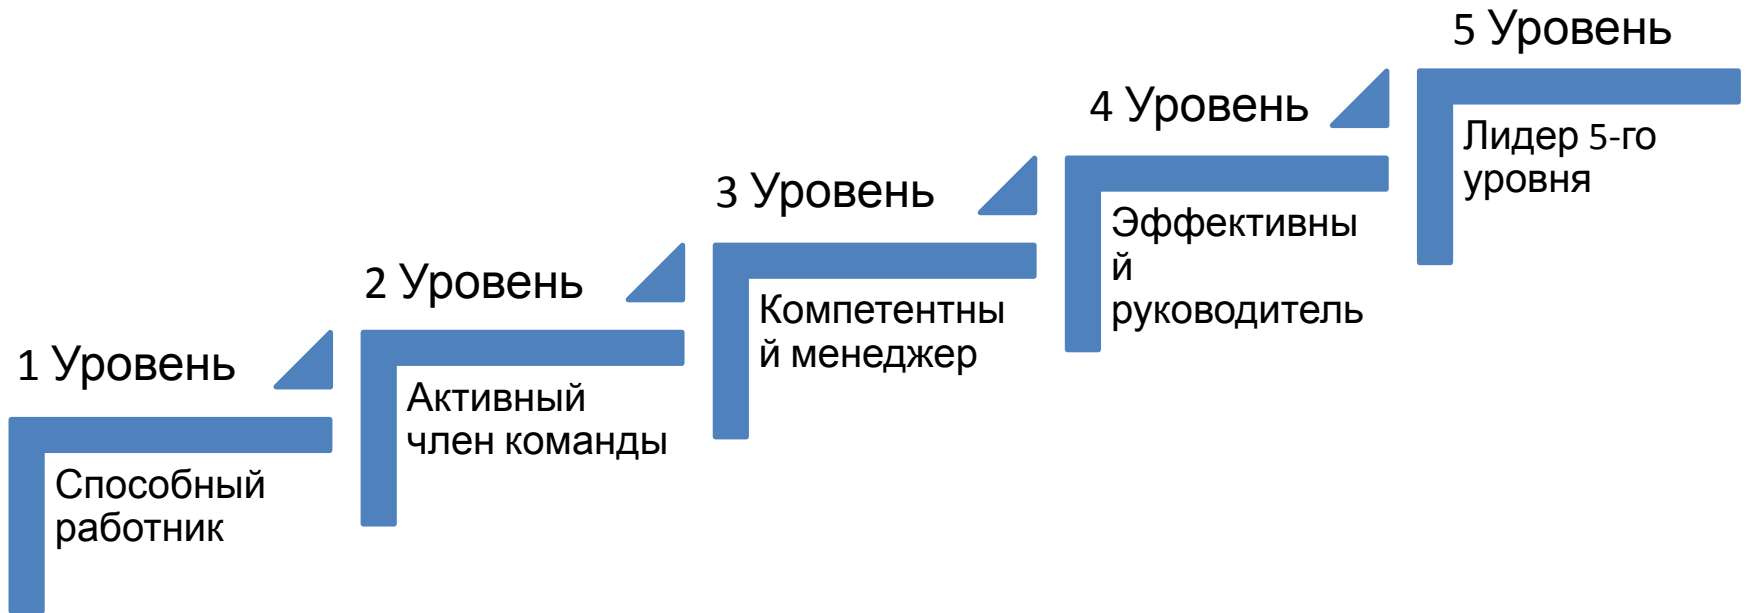 1 Уровень
Способный
работник
2 Уровень
Активный
член команды
3 Уровень
Компетентны
й менеджер
4 Уровень
Эффективны
й
руководитель
5 Уровень
Лидер 5-го
уровня